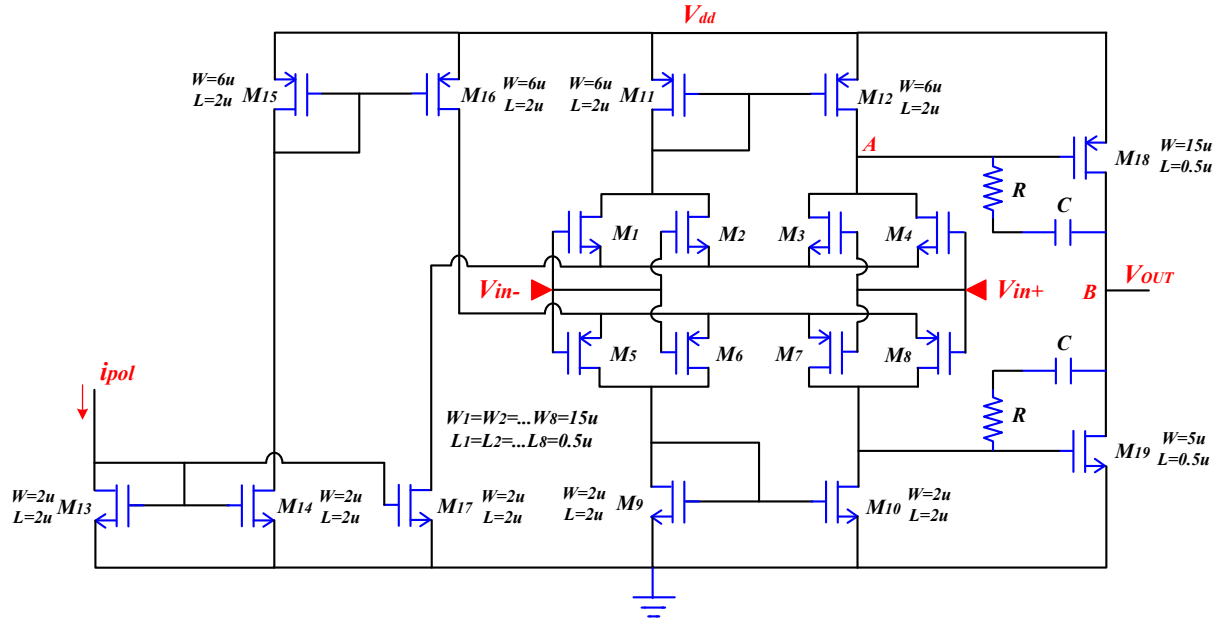 Vdd
W=6u
L=2u
M15
M16
W=6u
L=2u
W=6u
L=2u
M11
M12
W=6u
L=2u
A
M18
W=15u
L=0.5u
R
C
M1
M2
M3
M4
Vin-
Vin+
B
VOUT
M5
M6
M7
M8
C
R
ipol
W1=W2=...W8=15u
L1=L2=...L8=0.5u
M19
W=5u
L=0.5u
W=2u
L=2u
M13
M14
W=2u
L=2u
M17
W=2u
L=2u
W=2u
L=2u
M9
M10
W=2u
L=2u